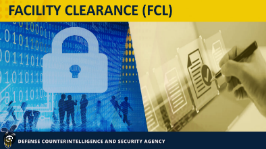 FACILITY CLEARANCE (FCL)
DEFENSE COUNTERINTELLIGENCE AND SECURITY AGENCY